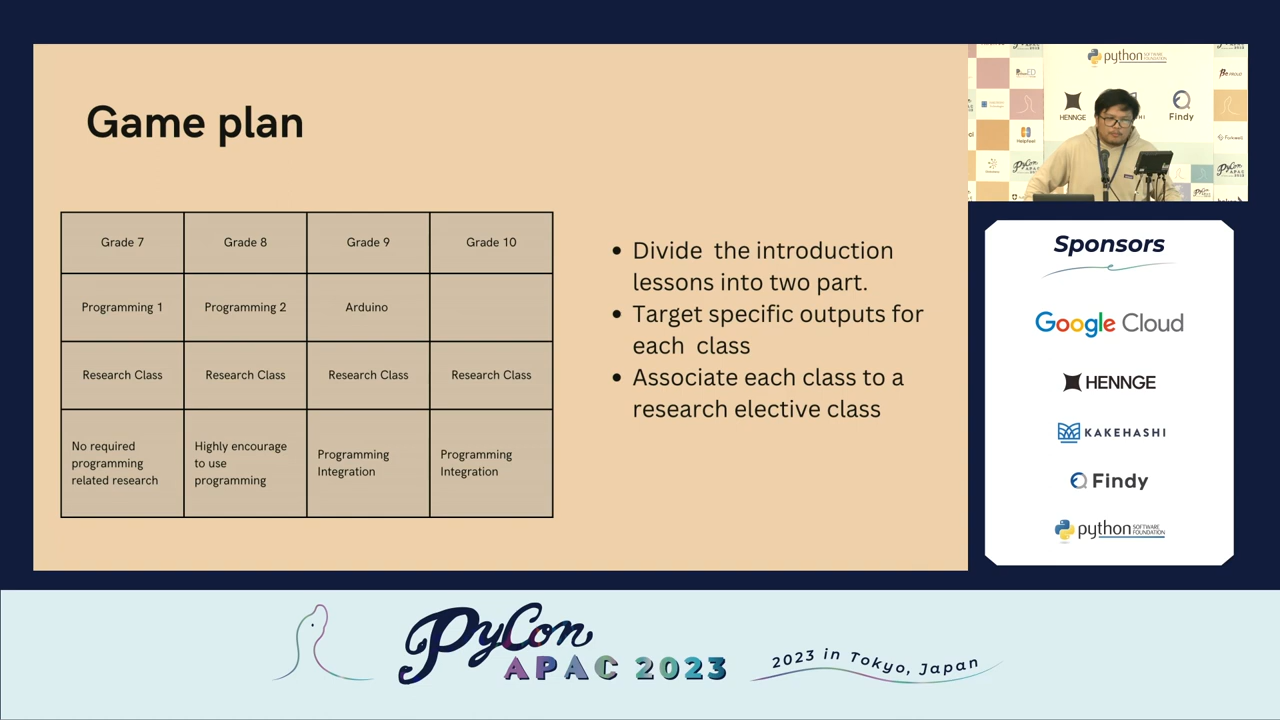 Game plan
Grade 7
Grade 8
Grade 9
Grade 10
Programming 1
Programming 2
Arduino
Research Class
Research Class
Research Class
Research Class
No required
programming
related research
Highly encourage
to use
programming
Programming
Integration
Programming
Integration
Divide the introduction
lessons into two part.
Target specific outputs for
each class
Associate each class to a
research elective class
python
HENNGE
Findy
Helpfeel
PyCon
APAC
Sponsors
Google Cloud
HENNGE
KAKEHASHI
Findy
python SOFTWARE
FOUNDATION
PyCon
APAC 2023
2023 in Tokyo, Japan